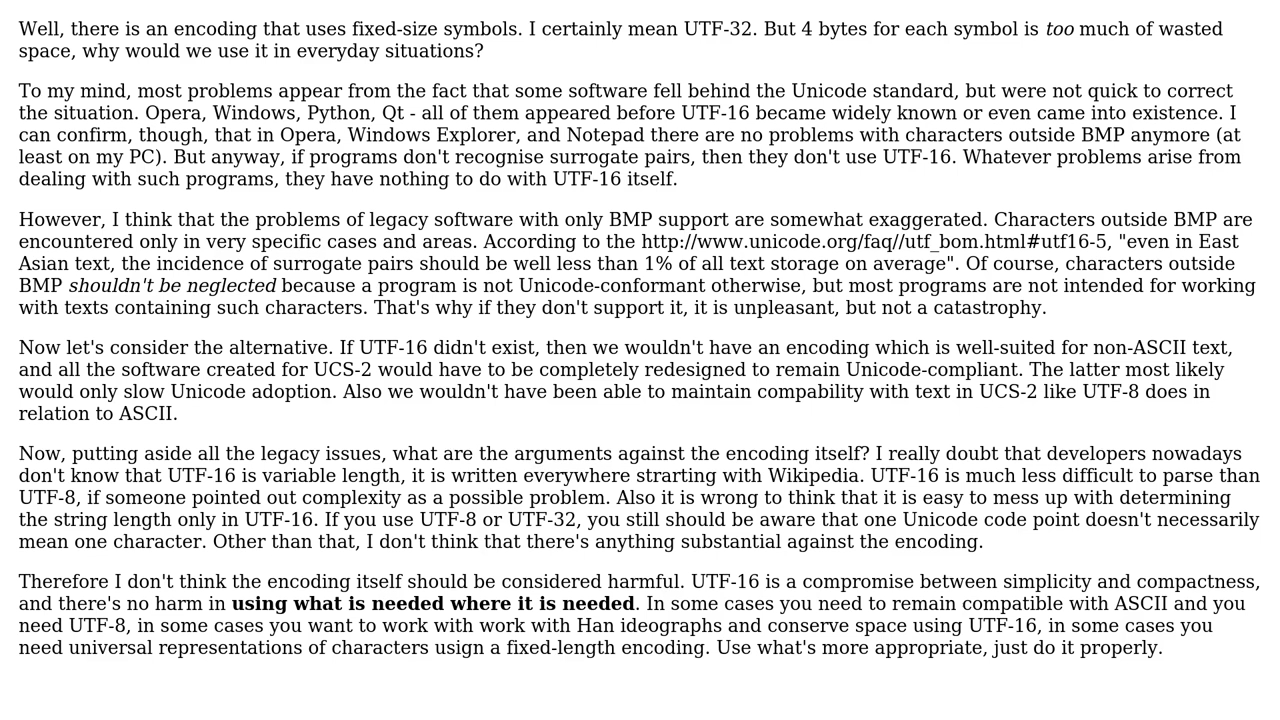 Well, there is an encoding that uses fixed-size symbols. I certainly mean UTF-32. But 4 bytes for each symbol is too much of wasted
space, why would we use it in everyday situations?
To my mind, most problems appear from the fact that some software fell behind the Unicode standard, but were not quick to correct
the situation. Opera, Windows, Python, Qt - all of them appeared before UTF-16 became widely known or even came into existence. I
can confirm, though, that in Opera, Windows Explorer, and Notepad there are no problems with characters outside BMP anymore (at
least on my PC). But anyway, if programs don't recognise surrogate pairs, then they don't use UTF-16. Whatever problems arise from
dealing with such programs, they have nothing to do with UTF-16 itself.
However, I think that the problems of legacy software with only BMP support are somewhat exaggerated. Characters outside BMP are
encountered only in very specific cases and areas. According to the http://www.unicode.org/faq//utf_bom.html#utf16-5, "even in East
Asian text, the incidence of surrogate pairs should be well less than 1% of all text storage on average". Of course, characters outside
BMP shouldn't be neglected because a program is not Unicode-conformant otherwise, but most programs are not intended for working
with texts containing such characters. That's why if they don't support it, it is unpleasant, but not a catastrophy.
Now let's consider the alternative. If UTF-16 didn't exist, then we wouldn't have an encoding which is well-suited for non-ASCII text,
and all the software created for UCS-2 would have to be completely redesigned to remain Unicode-compliant. The latter most likely
would only slow Unicode adoption. Also we wouldn't have been able to maintain compability with text in UCS-2 like UTF-8 does in
relation to ASCII.
Now, putting aside all the legacy issues, what are the arguments against the encoding itself? I really doubt that developers nowadays
don't know that UTF-16 is variable length, it is written everywhere strarting with Wikipedia. UTF-16 is much less difficult to parse than
UTF-8, if someone pointed out complexity as a possible problem. Also it is wrong to think that it is easy to mess up with determining
the string length only in UTF-16. If you use UTF-8 or UTF-32, you still should be aware that one Unicode code point doesn't necessarily
mean one character. Other than that, I don't think that there's anything substantial against the encoding.
Therefore I don't think the encoding itself should be considered harmful. UTF-16 is a compromise between simplicity and compactness,
and there's no harm in using what is needed where it is needed. In some cases you need to remain compatible with ASCII and you
need UTF-8, in some cases you want to work with work with Han ideographs and conserve space using UTF-16, in some cases you
need universal representations of characters usign a fixed-length encoding. Use what's more appropriate, just do it properly.